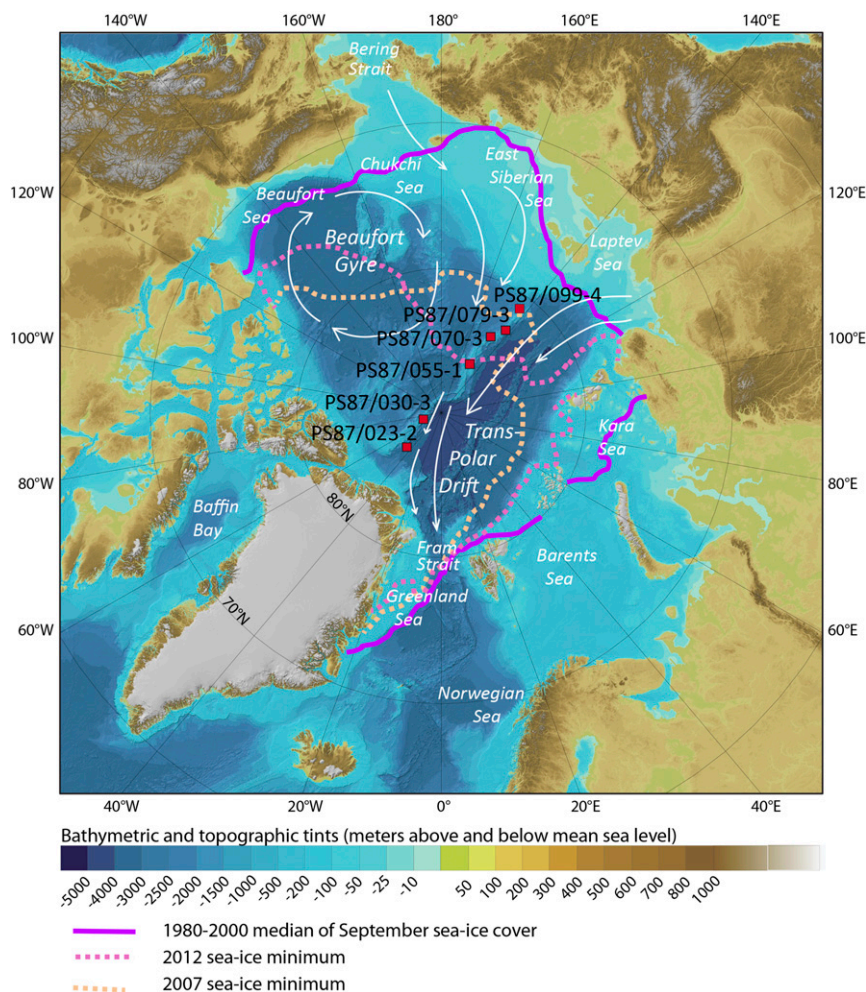 140°W
160°W
180°
160°E
140°E
Bering
Strait
Chukchi
Sea
East
Siberian
Sea
120°W
120°E
Beaufort
Sea
Laptev
Sea
Beaufort
Gyre
PS87/099-4
PS87/079-3
PS87/070-3
100°W
100°E
PS87/055-1
PS87/030-3
PS87/023-2
Trans-
Polar
Drift
Kara
Sea
80°W
80°E
80°N
Baffin
Bay
Fram
Strait
Barents
Sea
Greenland
Sea
70°N
60°W
60°E
Norwegian
Sea
40°W
20°W
0°
20°E
40°E
Bathymetric and topographic tints (meters above and below mean sea level)
-5000
-4000
-3000
-2500
-2000
-1500
-1000
-500
-200
-50
-25
-10
50
100
200
300
400
500
600
700
800
1000
1980-2000 median of September sea-ice cover
2012 sea-ice minimum
2007 sea-ice minimum